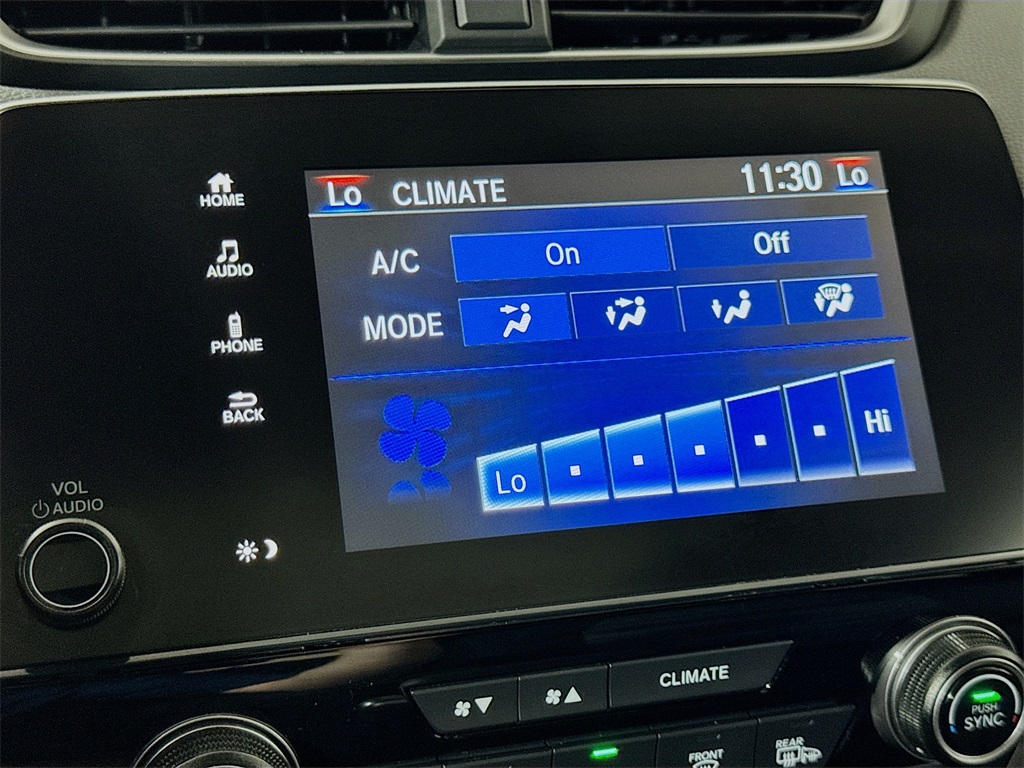 Lo CLIMATE 11:30 Lo
HOME
A/C On Off
AUDIO
MODE
PHONE
BACK
Lo Hi
VOL
AUDIO
CLIMATE
PUSH
SYNC
FRONT
REAR